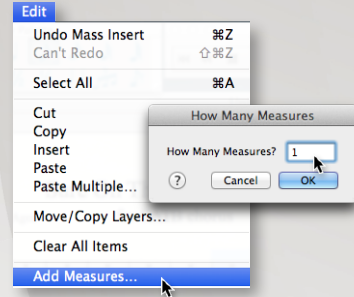 Edit
Undo Mass Insert ⌘Z
Can't Redo ⇧⌘Z
Select All ⌘A
Cut
Copy
Insert
Paste
Paste Multiple...
Move/Copy Layers...
Clear All Items
Add Measures...
How Many Measures
How Many Measures? 1
? Cancel OK